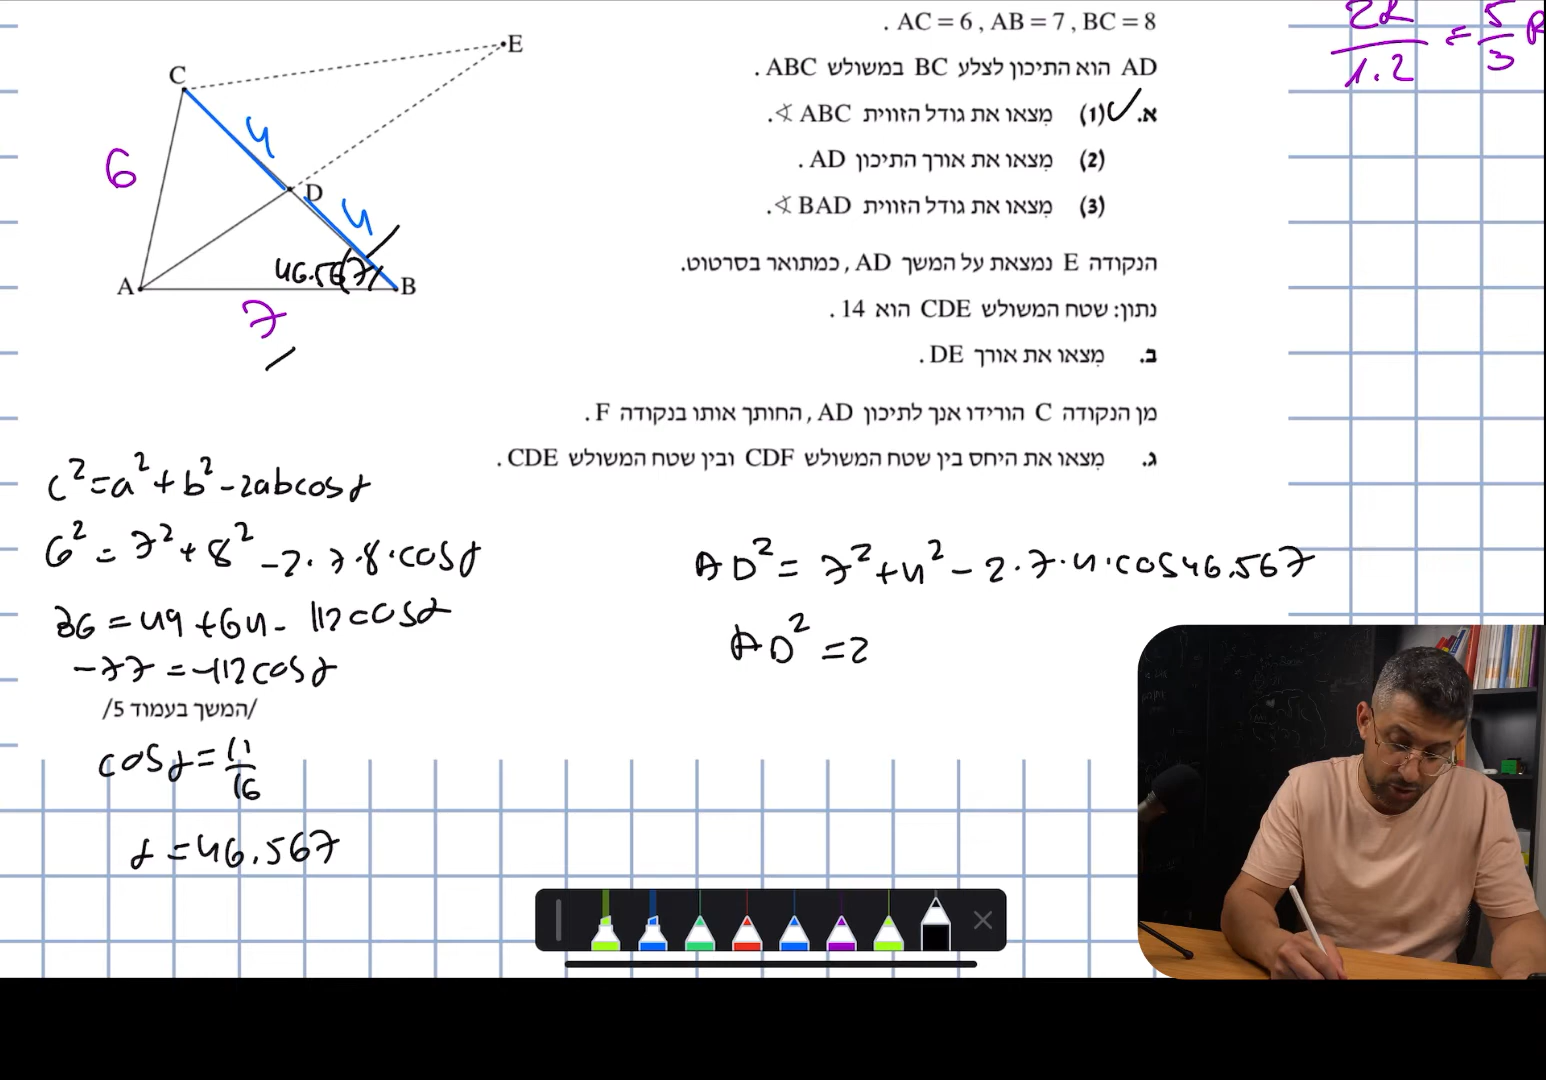 . AC = 6 , AB = 7 , BC = 8
AD הוא התיכון לצלע BC במשולש ABC .
א. (1) מִצאו את גודל הזווית ∢ ABC .
(2) מִצאו את אורך התיכון AD .
(3) מִצאו את גודל הזווית ∢ BAD .
הנקודה E נמצאת על המשך AD , כמתואר בסרטוט.
נתון: שטח המשולש CDE הוא 14 .
ב. מִצאו את אורך DE .
מן הנקודה C הורידו אנך לתיכון AD , החותך אותו בנקודה F .
ג. מִצאו את היחס בין שטח המשולש CDF ובין שטח המשולש CDE .
E
C
4
6
D
4
46.567
A
B
7
c² = a² + b² - 2abcosγ
6² = 7² + 8² - 2·7·8·cosγ
36 = 49 + 64 - 112cosγ
-77 = -112cosγ
/המשך בעמוד 5/
cosγ = 11/16
γ = 46.567
AD² = 7² + 4² - 2·7·4·cos46.567
AD² = 2